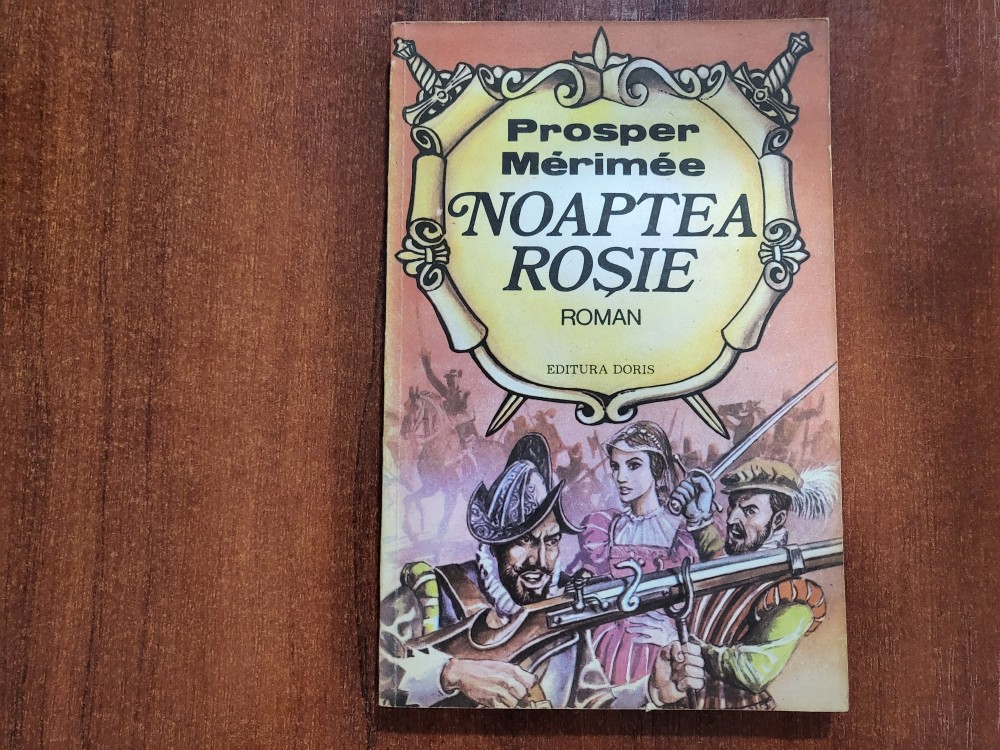 Prosper
Mérimée
NOAPTEA
ROȘIE
ROMAN
EDITURA DORIS